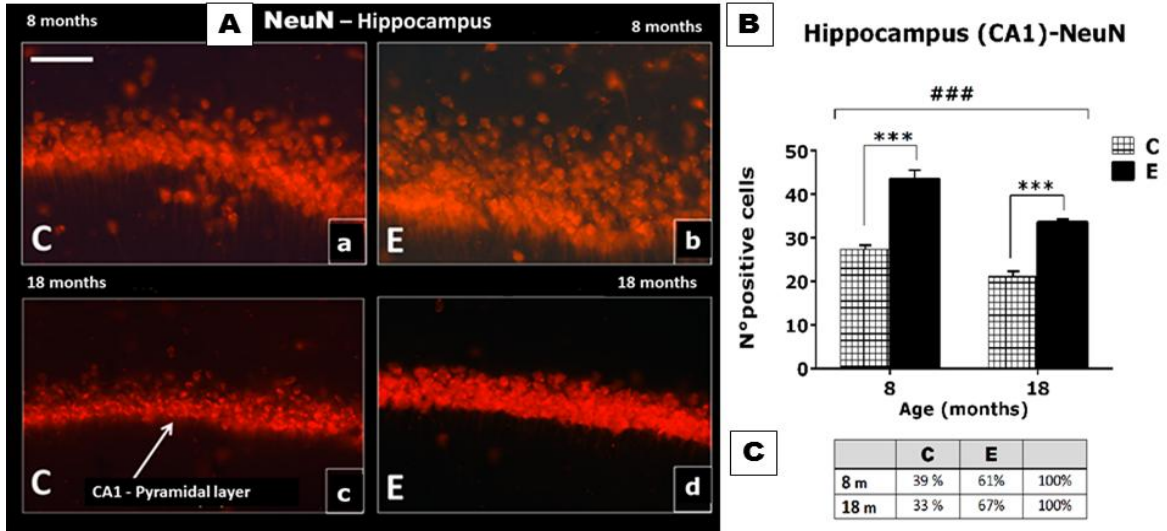 8 months
A
NeuN – Hippocampus
8 months
C
a
E
b
18 months
18 months
C
CA1 - Pyramidal layer
c
E
d
B
Hippocampus (CA1)-NeuN
###
***
***
C
E
N°positive cells
50
40
30
20
10
0
8
18
Age (months)
C
C E
8 m 39 % 61% 100%
18 m 33 % 67% 100%